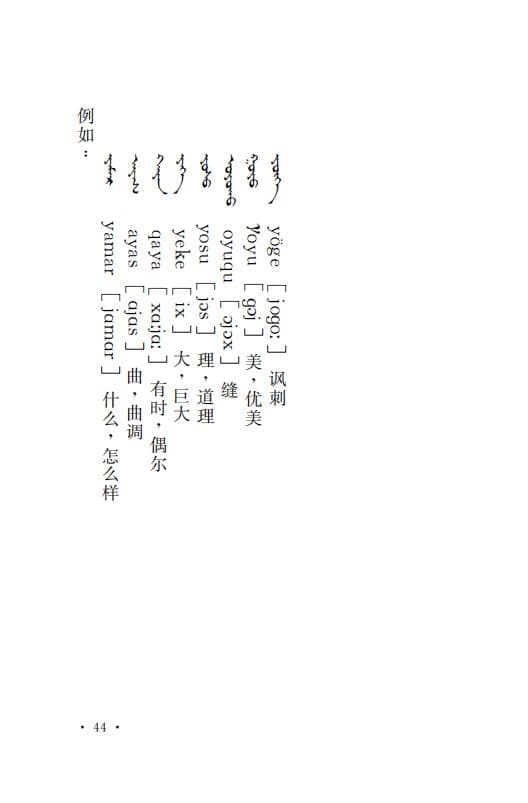 例如：
ᠶᠠᠮᠠᠷ yamar [jɑmɑr] 什么，怎么样
ᠠᠶᠠᠰ ayas [ɑjɑs] 曲，曲调
ᠬᠠᠶᠠ qaya [xɑːjɑː] 有时，偶尔
ᠶᠡᠬᠡ yeke [ix] 大，巨大
ᠶᠣᠰᠤ yosu [jɔs] 理，道理
ᠣᠶᠤᠬᠤ oyuqu [ɔjɔx] 缝
ᠭᠣᠶᠤ γoyu [gɔj] 美，优美
ᠶᠥᠭᠡ yöge [jogoː] 讽刺
· 44 ·